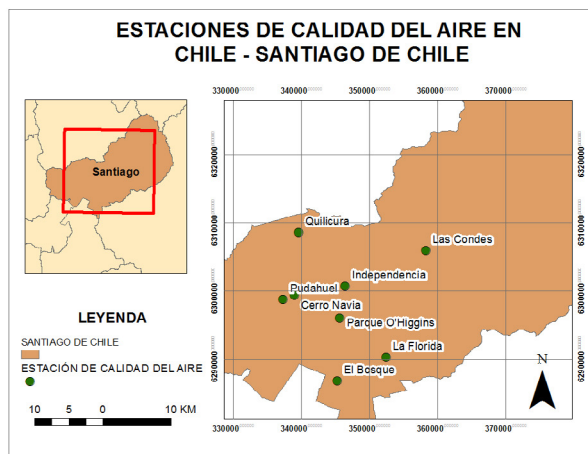 ESTACIONES DE CALIDAD DEL AIRE EN
CHILE - SANTIAGO DE CHILE
Santiago
LEYENDA
SANTIAGO DE CHILE
ESTACIÓN DE CALIDAD DEL AIRE
10 5 0 10 KM
330000 340000 350000 360000 370000
6320000
6310000
6300000
6290000
Quilicura
Las Condes
Independencia
Pudahuel
Cerro Navia
Parque O'Higgins
La Florida
El Bosque
N
6320000
6310000
6300000
6290000
330000 340000 350000 360000 370000